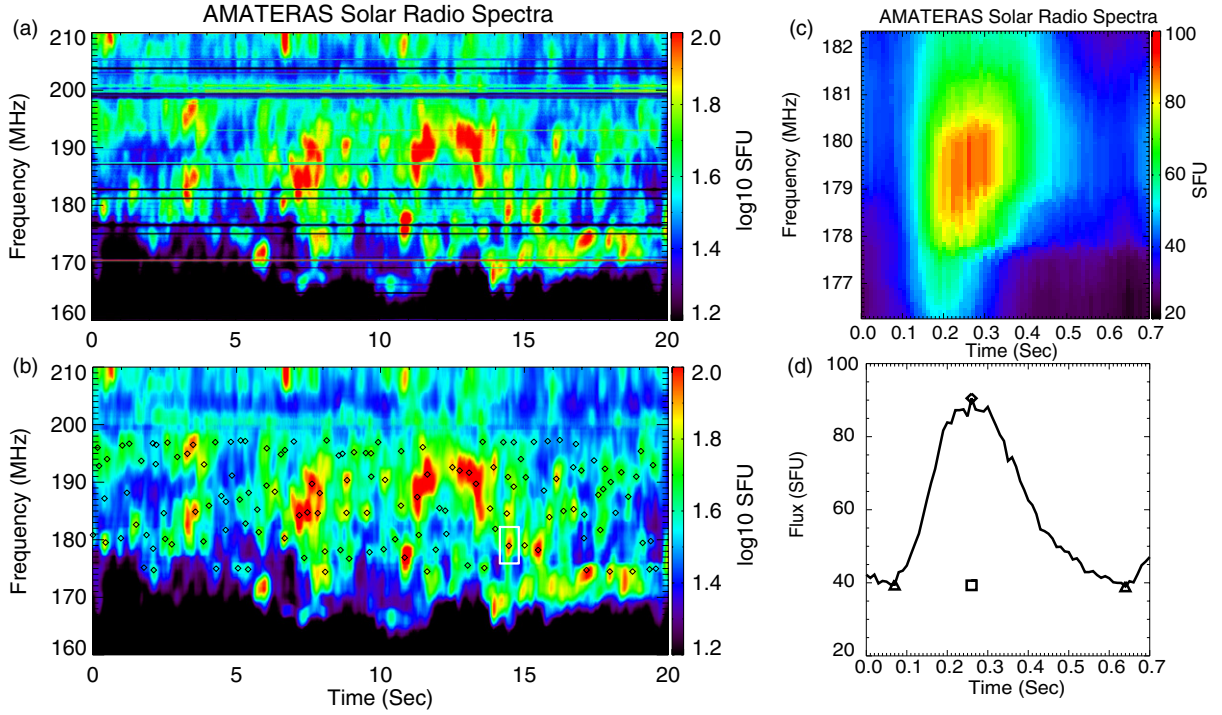 AMATERAS Solar Radio Spectra
(a)
210
200
190
180
170
160
Frequency (MHz)
0 5 10 15 20
2.0
1.8
1.6
1.4
1.2
log10 SFU
(b)
210
200
190
180
170
160
Frequency (MHz)
0 5 10 15 20
Time (Sec)
2.0
1.8
1.6
1.4
1.2
log10 SFU
AMATERAS Solar Radio Spectra
(c)
182
181
180
179
178
177
Frequency (MHz)
0.0 0.1 0.2 0.3 0.4 0.5 0.6 0.7
Time (Sec)
100
80
60
40
20
SFU
(d)
100
80
60
40
20
Flux (SFU)
0.0 0.1 0.2 0.3 0.4 0.5 0.6 0.7
Time (Sec)